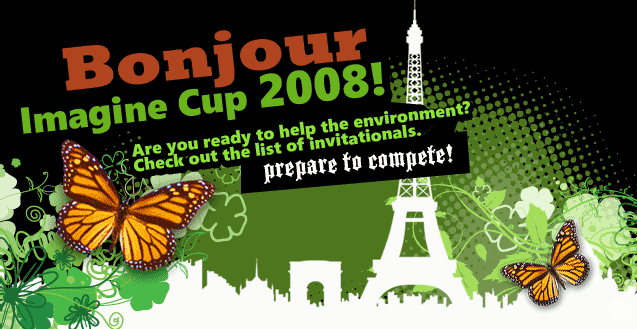 Bonjour
Imagine Cup 2008!
Are you ready to help the environment?
Check out the list of invitationals.
prepare to compete!